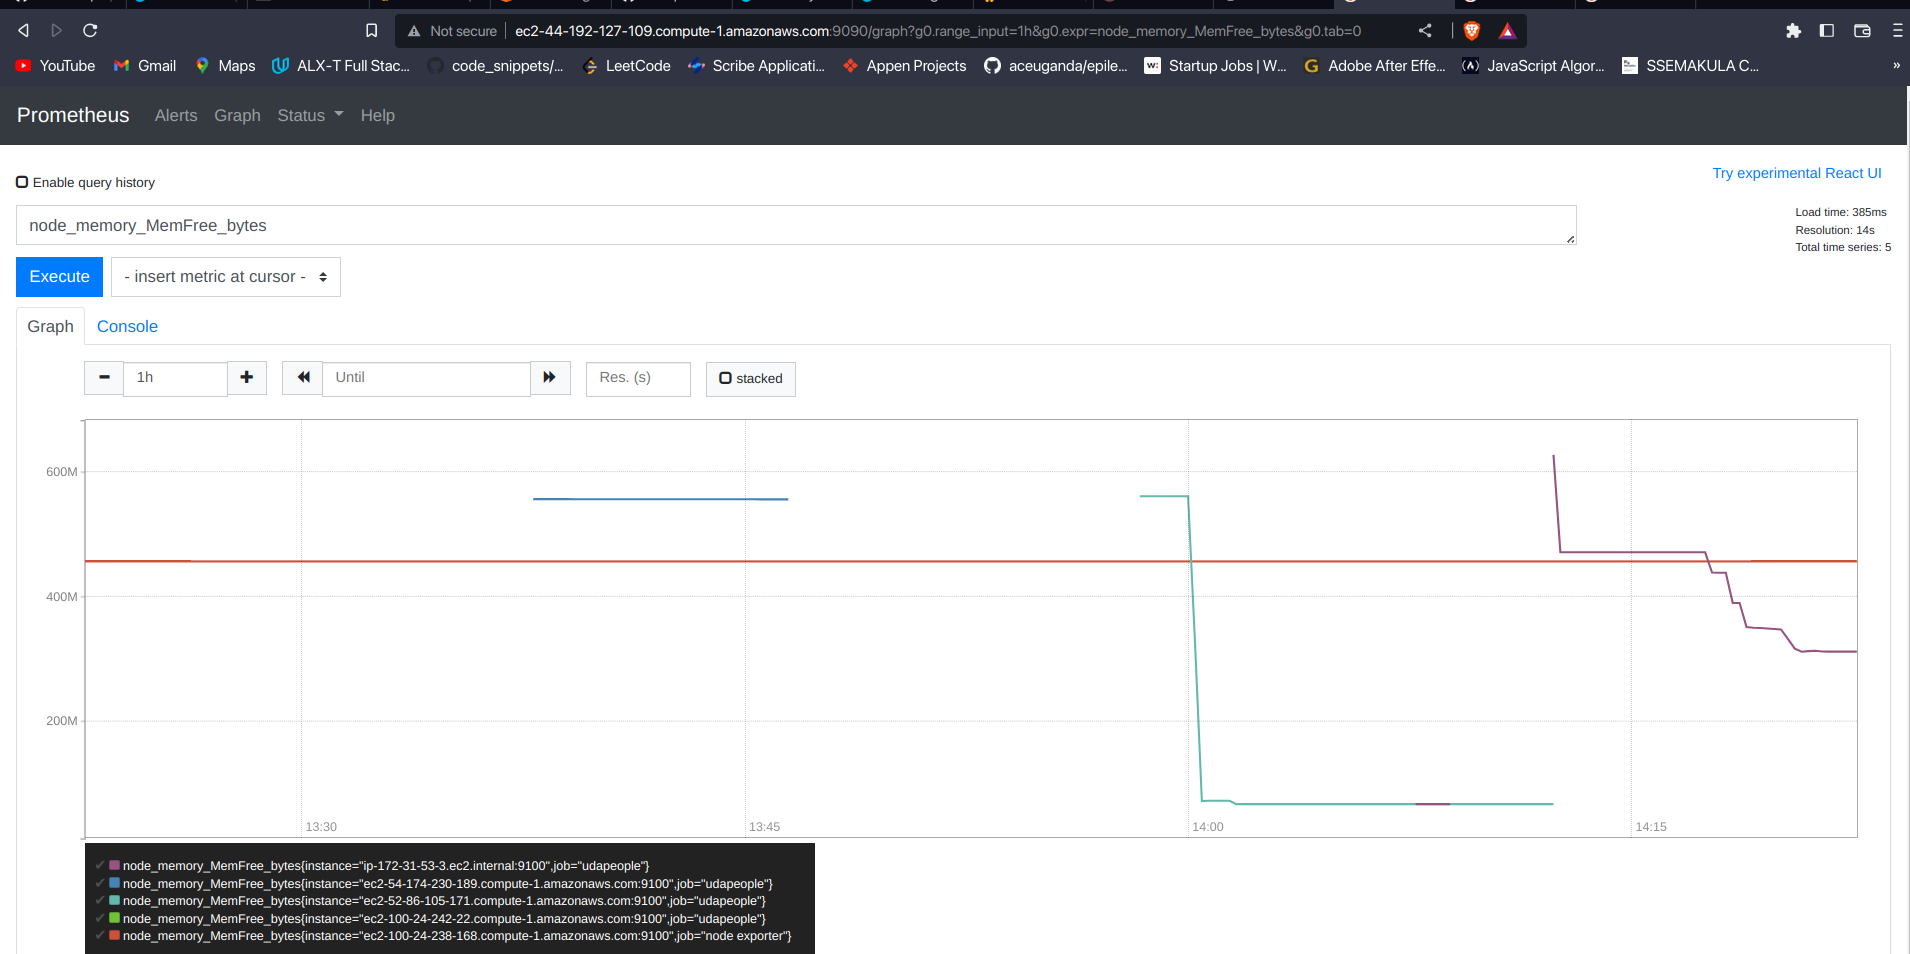 Not secure ec2-44-192-127-109.compute-1.amazonaws.com:9090/graph?g0.range_input=1h&g0.expr=node_memory_MemFree_bytes&g0.tab=0
YouTube Gmail Maps ALX-T Full Stac... code_snippets/... LeetCode Scribe Applicati... Appen Projects aceuganda/epile... Startup Jobs | W... Adobe After Effe... JavaScript Algor... SSEMAKULA C... »
Prometheus Alerts Graph Status Help
Try experimental React UI
Enable query history
node_memory_MemFree_bytes
Load time: 385ms
Resolution: 14s
Total time series: 5
Execute - insert metric at cursor -
Graph Console
1h Until Res. (s) stacked
600M
400M
200M
13:30 13:45 14:00 14:15
node_memory_MemFree_bytes{instance="ip-172-31-53-3.ec2.internal:9100",job="udapeople"}
node_memory_MemFree_bytes{instance="ec2-54-174-230-189.compute-1.amazonaws.com:9100",job="udapeople"}
node_memory_MemFree_bytes{instance="ec2-52-86-105-171.compute-1.amazonaws.com:9100",job="udapeople"}
node_memory_MemFree_bytes{instance="ec2-100-24-242-22.compute-1.amazonaws.com:9100",job="udapeople"}
node_memory_MemFree_bytes{instance="ec2-100-24-238-168.compute-1.amazonaws.com:9100",job="node exporter"}